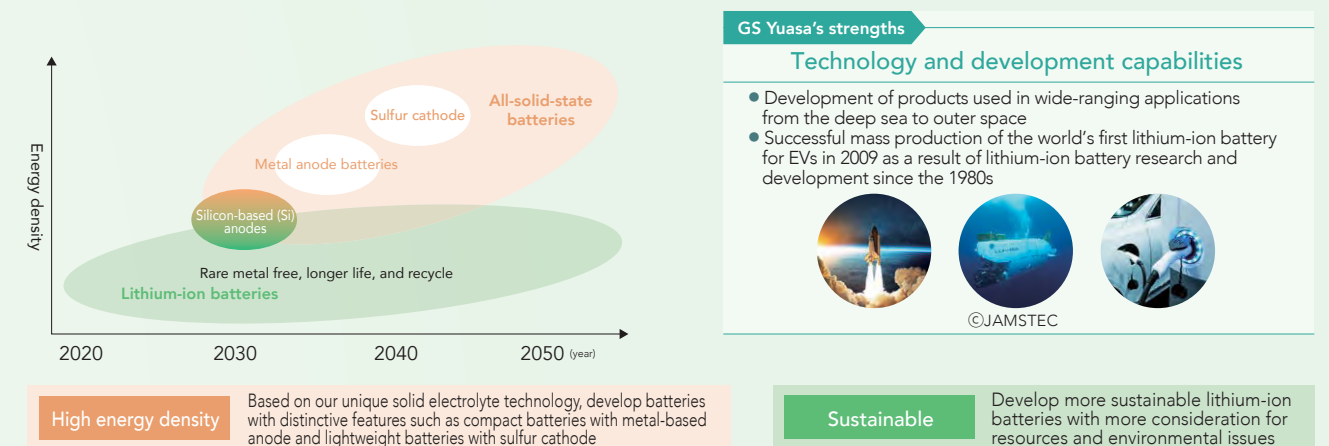 Energy density
All-solid-state
batteries
Sulfur cathode
Metal anode batteries
Silicon-based (Si)
anodes
Rare metal free, longer life, and recycle
Lithium-ion batteries
2020 2030 2040 2050 (year)
GS Yuasa's strengths
Technology and development capabilities
● Development of products used in wide-ranging applications
from the deep sea to outer space
● Successful mass production of the world's first lithium-ion battery
for EVs in 2009 as a result of lithium-ion battery research and
development since the 1980s
ⒸJAMSTEC
High energy density
Based on our unique solid electrolyte technology, develop batteries
with distinctive features such as compact batteries with metal-based
anode and lightweight batteries with sulfur cathode
Sustainable
Develop more sustainable lithium-ion
batteries with more consideration for
resources and environmental issues